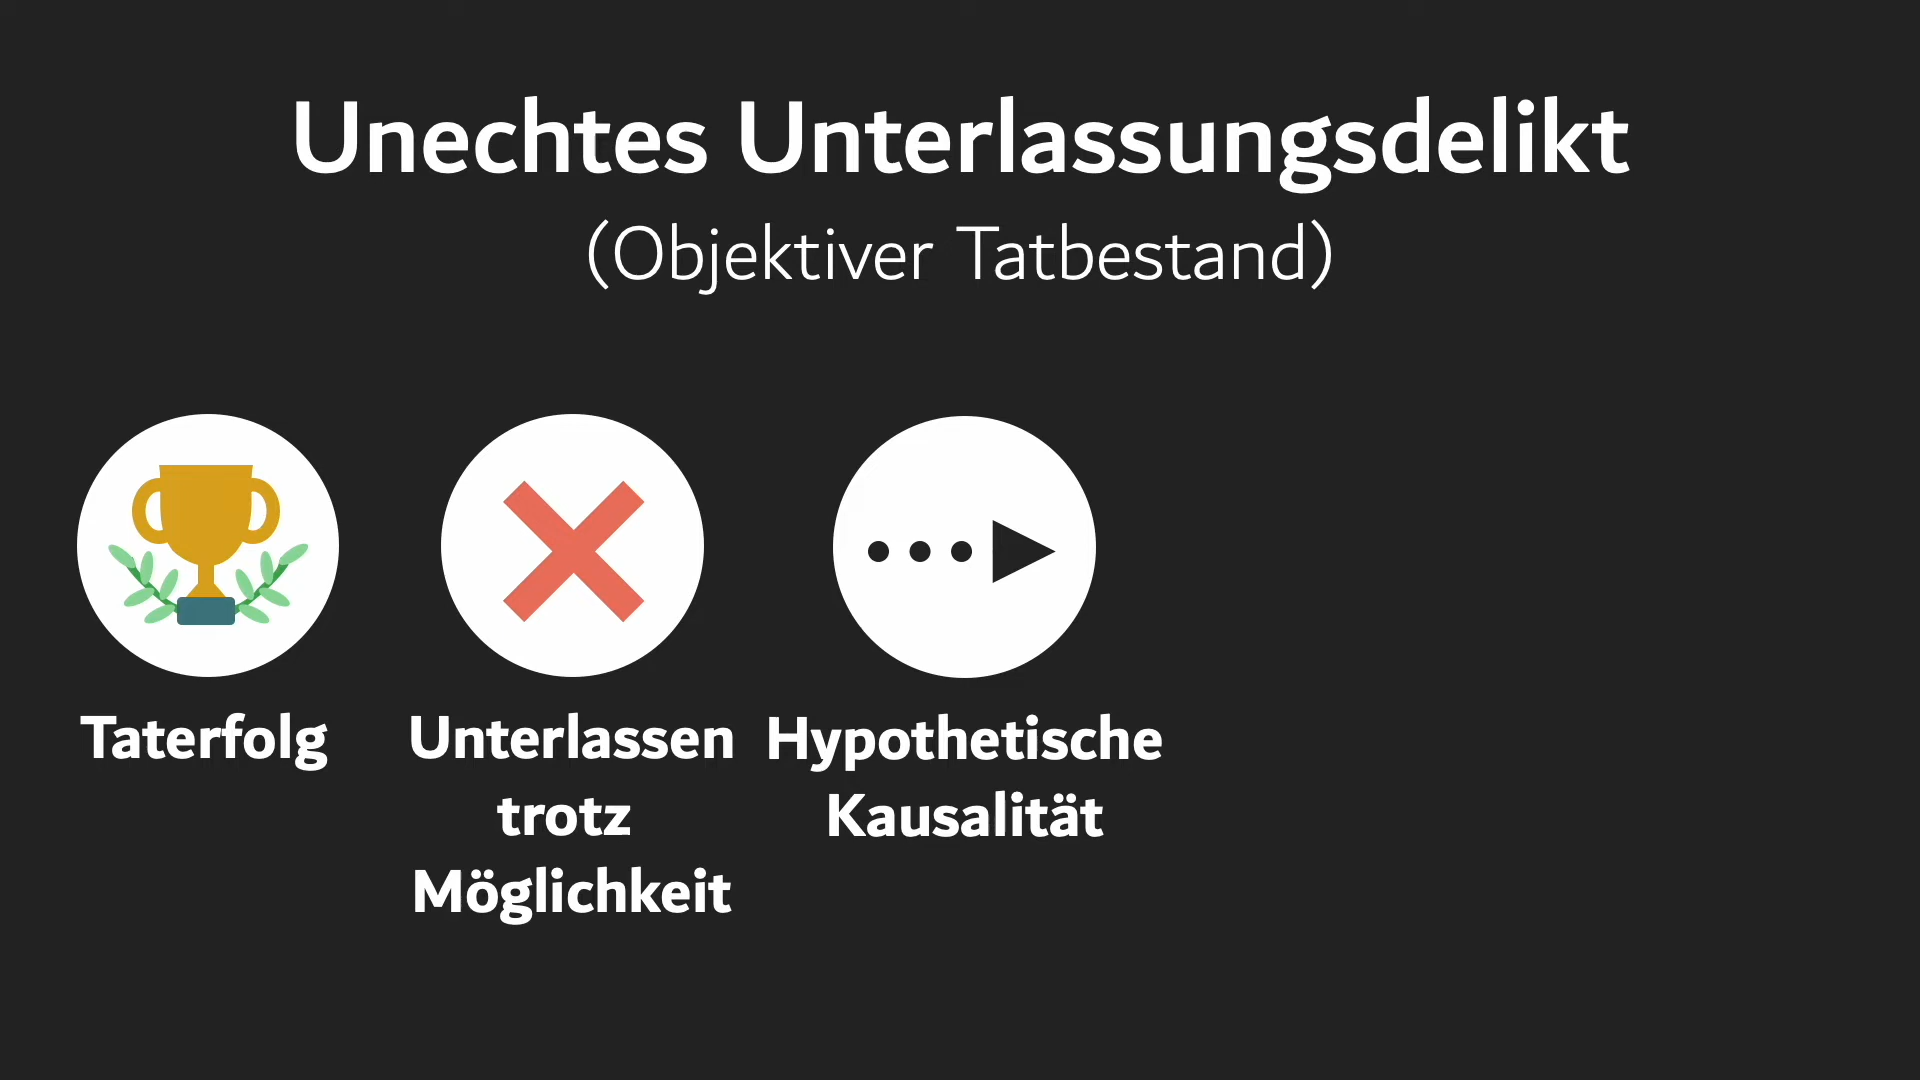 Unechtes Unterlassungsdelikt
(Objektiver Tatbestand)
Taterfolg
Unterlassen
trotz
Möglichkeit
Hypothetische
Kausalität